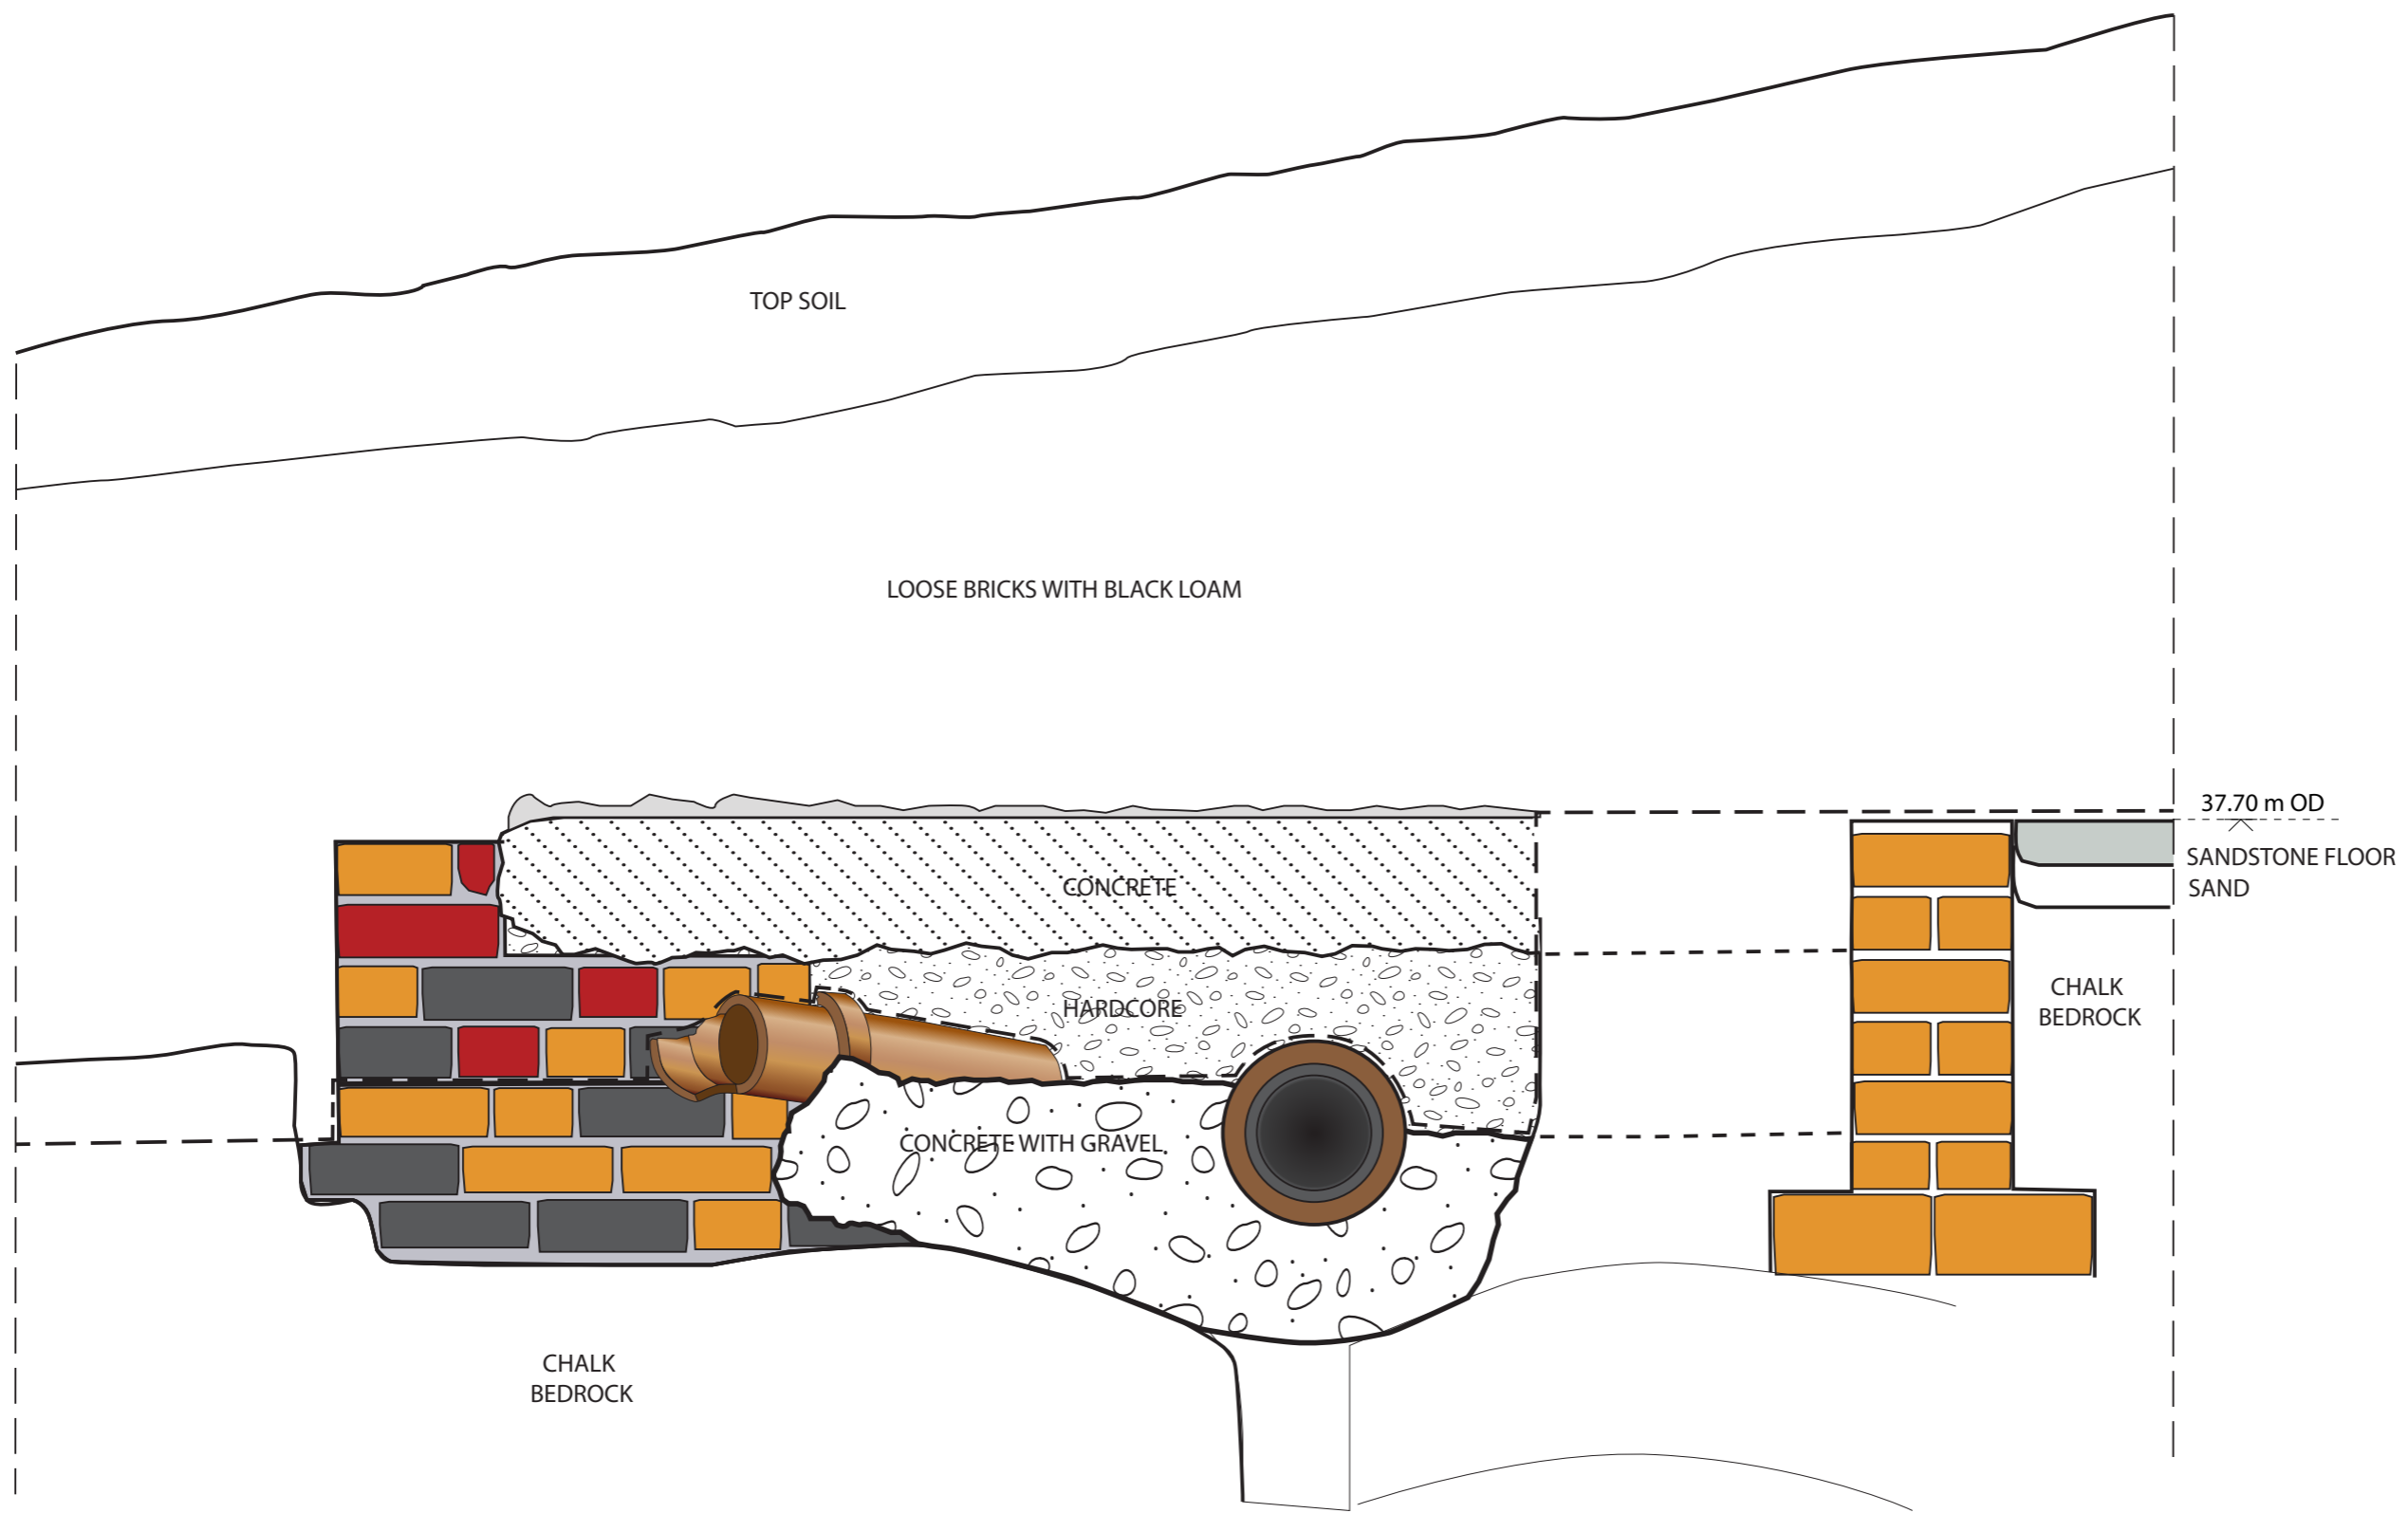 TOP SOIL
LOOSE BRICKS WITH BLACK LOAM
37.70 m OD
SANDSTONE FLOOR
SAND
CONCRETE
CHALK
BEDROCK
HARDCORE
CONCRETE WITH GRAVEL
CHALK
BEDROCK